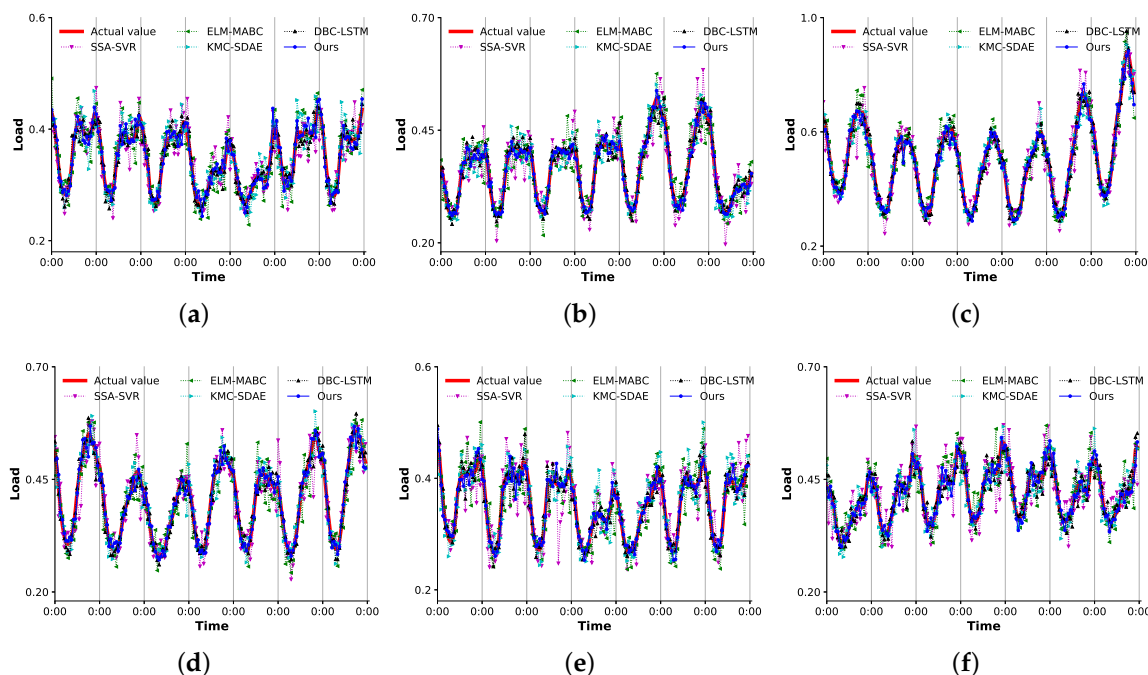 0.6
Actual value ELM-MABC DBC-LSTM
SSA-SVR KMC-SDAE Ours
0.4
0.2
Load
0:00 0:00 0:00 0:00 0:00 0:00 0:00 0:00
Time
(a)
0.70
Actual value ELM-MABC DBC-LSTM
SSA-SVR KMC-SDAE Ours
0.45
0.20
Load
0:00 0:00 0:00 0:00 0:00 0:00 0:00 0:00
Time
(b)
1.0
Actual value ELM-MABC DBC-LSTM
SSA-SVR KMC-SDAE Ours
0.6
0.2
Load
0:00 0:00 0:00 0:00 0:00 0:00 0:00 0:00
Time
(c)
0.70
Actual value ELM-MABC DBC-LSTM
SSA-SVR KMC-SDAE Ours
0.45
0.20
Load
0:00 0:00 0:00 0:00 0:00 0:00 0:00 0:00
Time
(d)
0.6
Actual value ELM-MABC DBC-LSTM
SSA-SVR KMC-SDAE Ours
0.4
0.2
Load
0:00 0:00 0:00 0:00 0:00 0:00 0:00 0:00
Time
(e)
0.70
Actual value ELM-MABC DBC-LSTM
SSA-SVR KMC-SDAE Ours
0.45
0.20
Load
0:00 0:00 0:00 0:00 0:00 0:00 0:00 0:00
Time
(f)